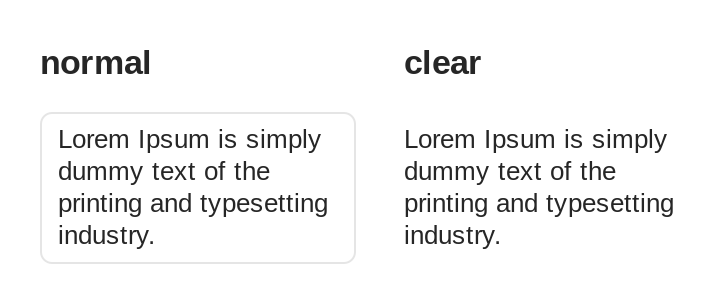 normal
Lorem Ipsum is simply
dummy text of the
printing and typesetting
industry.
clear
Lorem Ipsum is simply
dummy text of the
printing and typesetting
industry.